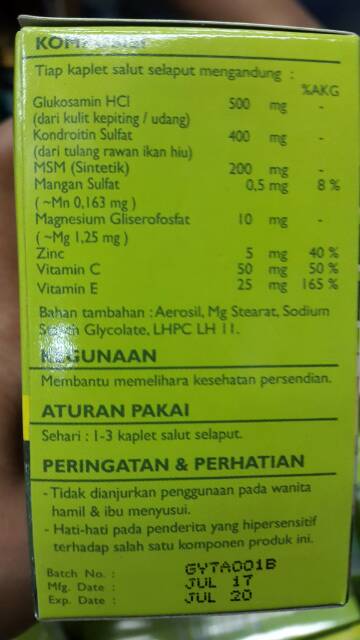 Tiap kaplet salut selaput mengandung :
%AKG
Glukosamin HCl 500 mg -
(dari kulit kepiting / udang)
Kondroitin Sulfat 400 mg -
(dari tulang rawan ikan hiu)
MSM (Sintetik) 200 mg -
Mangan Sulfat 0,5 mg 8 %
( ~Mn 0,163 mg )
Magnesium Gliserofosfat 10 mg -
( ~Mg 1,25 mg )
Zinc 5 mg 40 %
Vitamin C 50 mg 50 %
Vitamin E 25 mg 165 %
Bahan tambahan : Aerosil, Mg Stearat, Sodium
Starch Glycolate, LHPC LH 11.
KEGUNAAN
Membantu memelihara kesehatan persendian.
ATURAN PAKAI
Sehari : 1-3 kaplet salut selaput.
PERINGATAN & PERHATIAN
- Tidak dianjurkan penggunaan pada wanita
hamil & ibu menyusui.
- Hati-hati pada penderita yang hipersensitif
terhadap salah satu komponen produk ini.
Batch No. : GYTA001B
Mfg. Date : JUL 17
Exp. Date : JUL 20